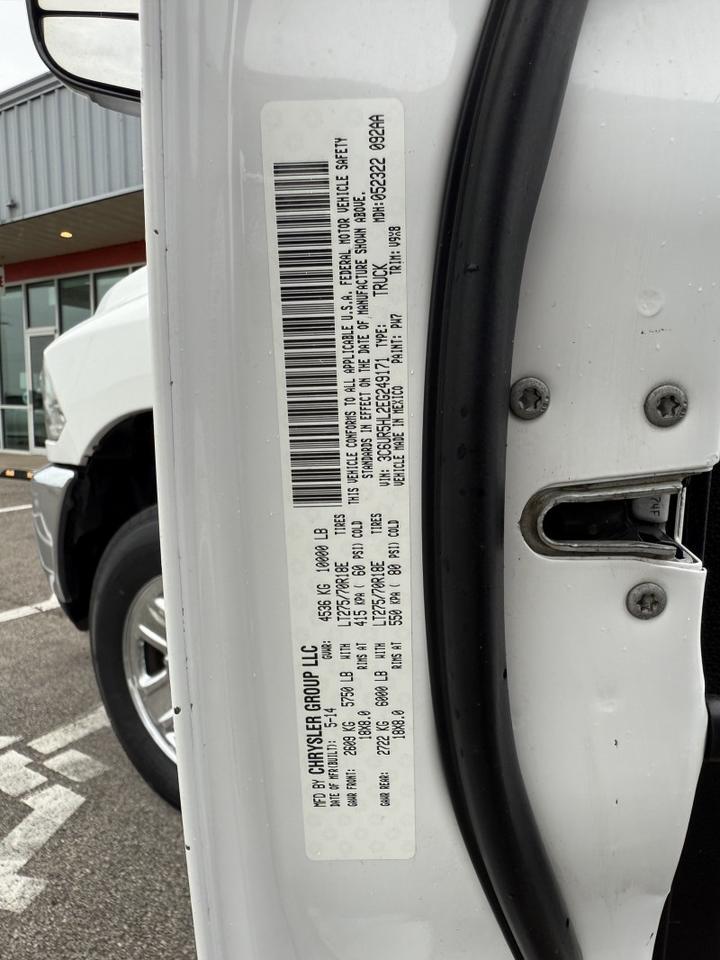 MFD BY CHRYSLER GROUP LLC
DATE OF MFR(BUILT): 5-14 GVWR: 4536 KG 10000 LB
GAWR FRONT: 2609 KG 5750 LB WITH LT275/70R18E TIRES
18X8.0 RIMS AT 415 KPA ( 60 PSI) COLD
GAWR REAR: 2722 KG 6000 LB WITH LT275/70R18E TIRES
18X8.0 RIMS AT 550 KPA ( 80 PSI) COLD
THIS VEHICLE CONFORMS TO ALL APPLICABLE U.S.A. FEDERAL MOTOR VEHICLE SAFETY
STANDARDS IN EFFECT ON THE DATE OF MANUFACTURE SHOWN ABOVE.
VIN: 3C6UR5HL2EG249171 TYPE: TRUCK MDH:052322 092AA
VEHICLE MADE IN MEXICO PAINT: PW7 TRIM: V9X8
74F